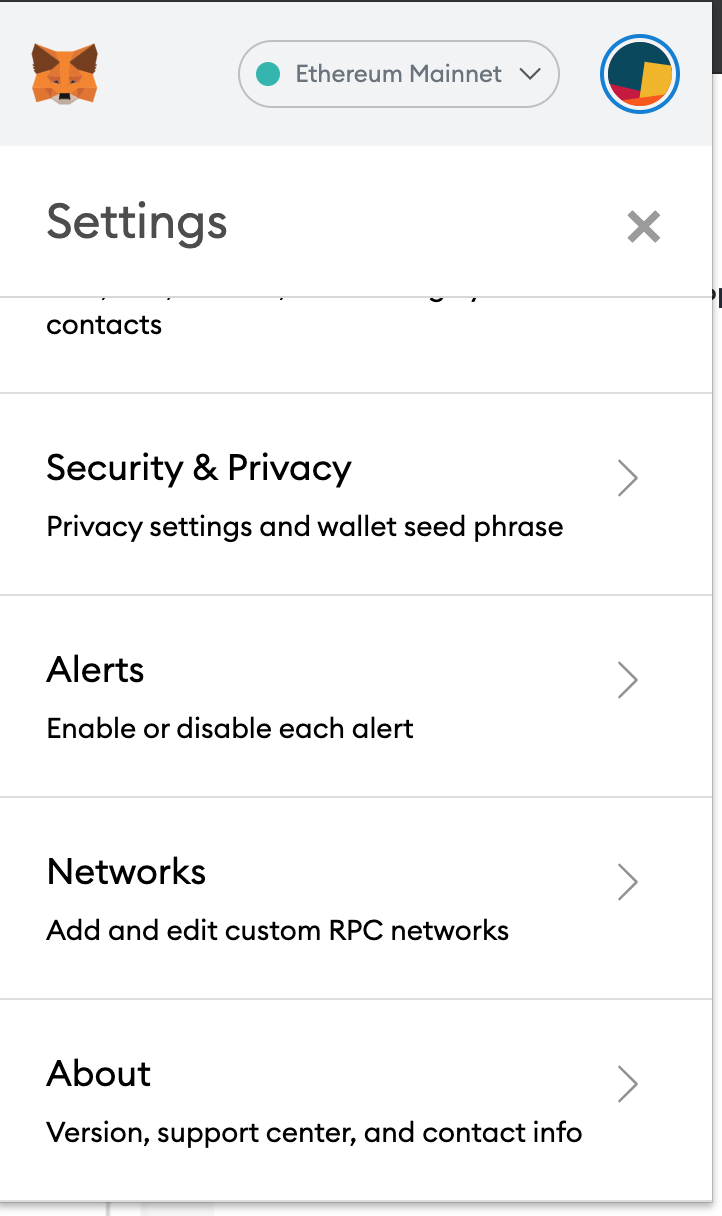 Ethereum Mainnet
Settings
contacts
Security & Privacy
Privacy settings and wallet seed phrase
Alerts
Enable or disable each alert
Networks
Add and edit custom RPC networks
About
Version, support center, and contact info